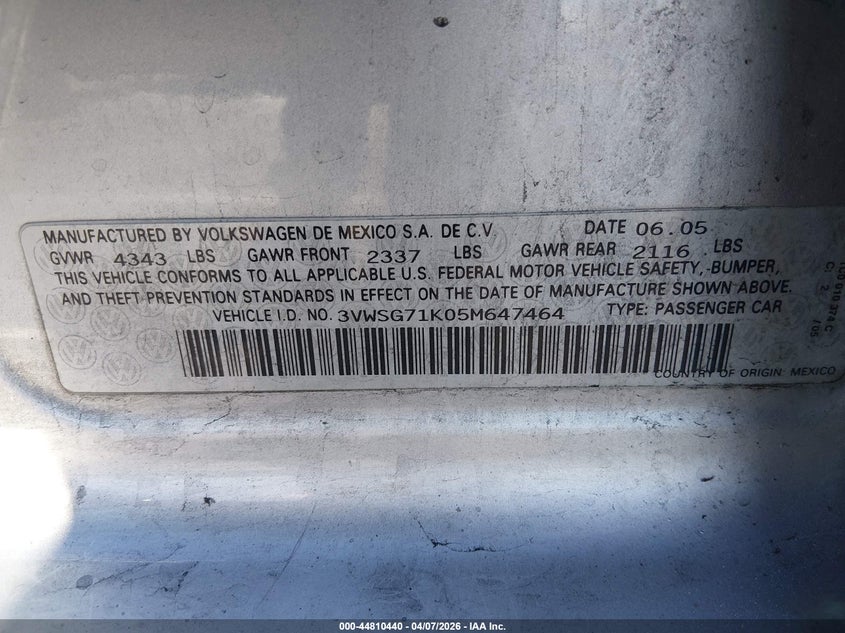 MANUFACTURED BY VOLKSWAGEN DE MEXICO S.A. DE C.V. DATE 06.05
GVWR 4343 LBS GAWR FRONT 2337 LBS GAWR REAR 2116 LBS
THIS VEHICLE CONFORMS TO ALL APPLICABLE U.S. FEDERAL MOTOR VEHICLE SAFETY, BUMPER,
AND THEFT PREVENTION STANDARDS IN EFFECT ON THE DATE OF MANUFACTURE SHOWN ABOVE.
VEHICLE I.D. NO. 3VWSG71K05M647464 TYPE: PASSENGER CAR
COUNTRY OF ORIGIN: MEXICO
000-44810440 - 04/07/2026 - IAA Inc.